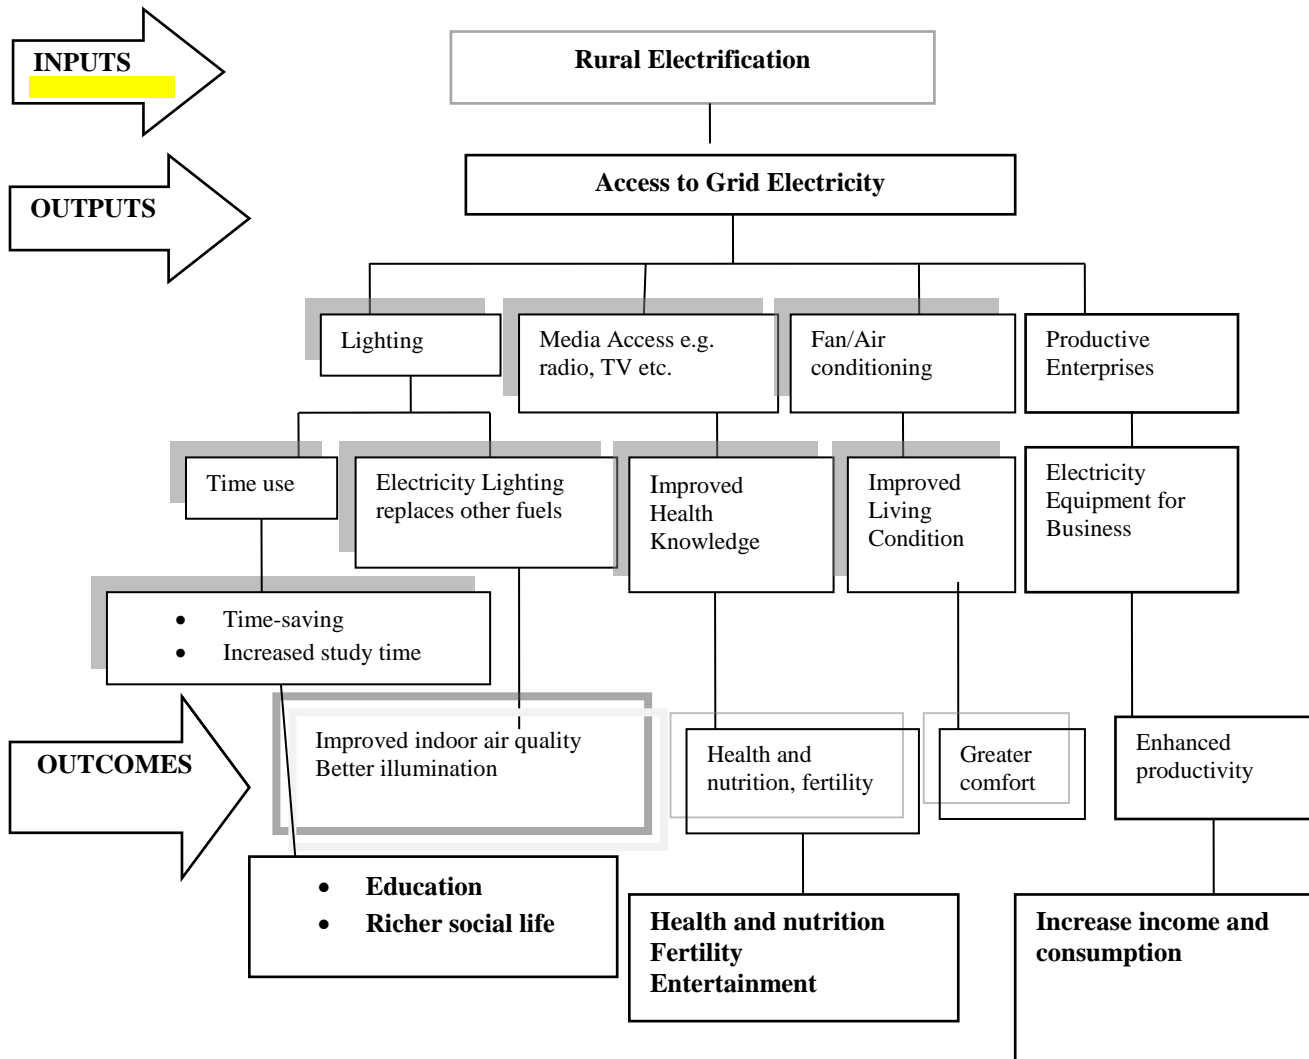 INPUTS
Rural Electrification
Access to Grid Electricity
OUTPUTS
Lighting
Media Access e.g.
radio, TV etc.
Fan/Air
conditioning
Productive
Enterprises
Time use
Electricity Lighting
replaces other fuels
Improved
Health
Knowledge
Improved
Living
Condition
Electricity
Equipment for
Business
• Time-saving
• Increased study time
OUTCOMES
Improved indoor air quality
Better illumination
Health and
nutrition, fertility
Greater
comfort
Enhanced
productivity
• Education
• Richer social life
Health and nutrition
Fertility
Entertainment
Increase income and
consumption